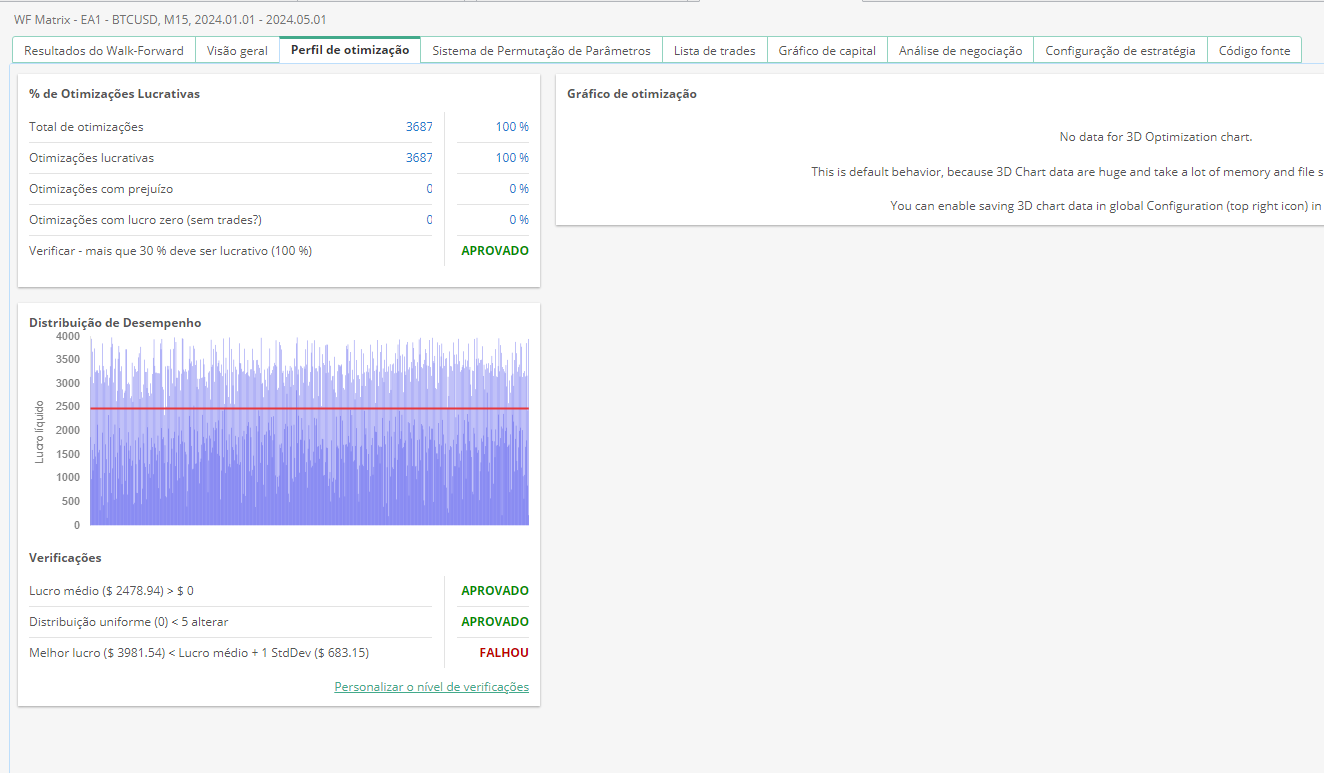 WF Matrix - EA1 - BTCUSD, M15, 2024.01.01 - 2024.05.01
Resultados do Walk-Forward Visão geral Perfil de otimização Sistema de Permutação de Parâmetros Lista de trades Gráfico de capital Análise de negociação Configuração de estratégia Código fonte
% de Otimizações Lucrativas
Total de otimizações 3687 100 %
Otimizações lucrativas 3687 100 %
Otimizações com prejuízo 0 0 %
Otimizações com lucro zero (sem trades?) 0 0 %
Verificar - mais que 30 % deve ser lucrativo (100 %) APROVADO
Gráfico de otimização
No data for 3D Optimization chart.
This is default behavior, because 3D Chart data are huge and take a lot of memory and file s
You can enable saving 3D chart data in global Configuration (top right icon) in
Distribuição de Desempenho
Lucro líquido
4000
3500
3000
2500
2000
1500
1000
500
0
Verificações
Lucro médio ($ 2478.94) > $ 0 APROVADO
Distribuição uniforme (0) < 5 alterar APROVADO
Melhor lucro ($ 3981.54) < Lucro médio + 1 StdDev ($ 683.15) FALHOU
Personalizar o nível de verificações